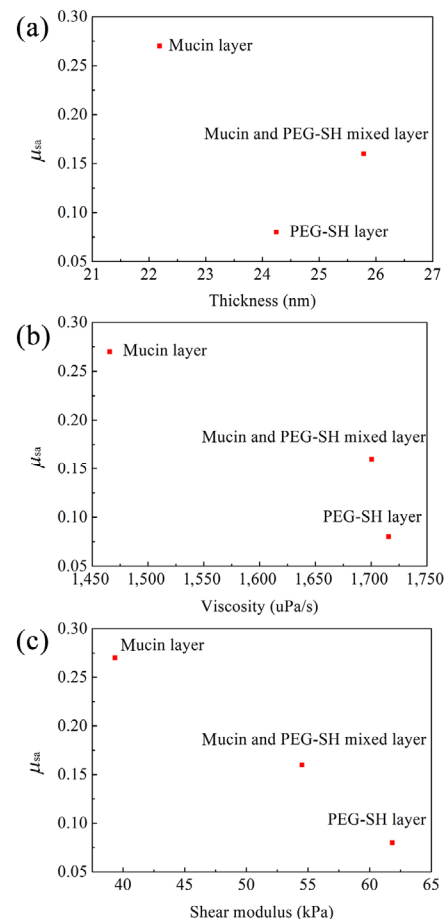 (a)
0.30
Mucin layer
0.25
0.20
Mucin and PEG-SH mixed layer
μsa
0.15
0.10
PEG-SH layer
0.05
21 22 23 24 25 26 27
Thickness (nm)
(b)
0.30
Mucin layer
0.25
0.20
Mucin and PEG-SH mixed layer
μsa
0.15
PEG-SH layer
0.10
0.05
1,450 1,500 1,550 1,600 1,650 1,700 1,750
Viscosity (uPa/s)
(c)
0.30
Mucin layer
0.25
0.20
Mucin and PEG-SH mixed layer
μsa
0.15
PEG-SH layer
0.10
0.05
40 45 50 55 60 65
Shear modulus (kPa)